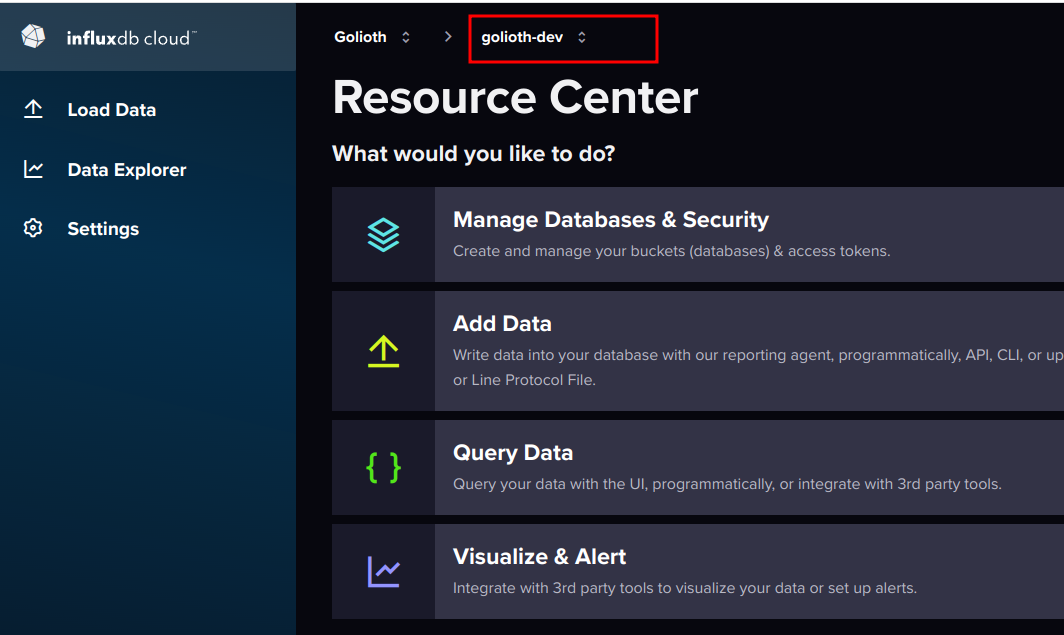 influxdb cloud™
Golioth
golioth-dev
Load Data
Data Explorer
Settings
Resource Center
What would you like to do?
Manage Databases & Security
Create and manage your buckets (databases) & access tokens.
Add Data
Write data into your database with our reporting agent, programmatically, API, CLI, or up
or Line Protocol File.
Query Data
Query your data with the UI, programmatically, or integrate with 3rd party tools.
Visualize & Alert
Integrate with 3rd party tools to visualize your data or set up alerts.